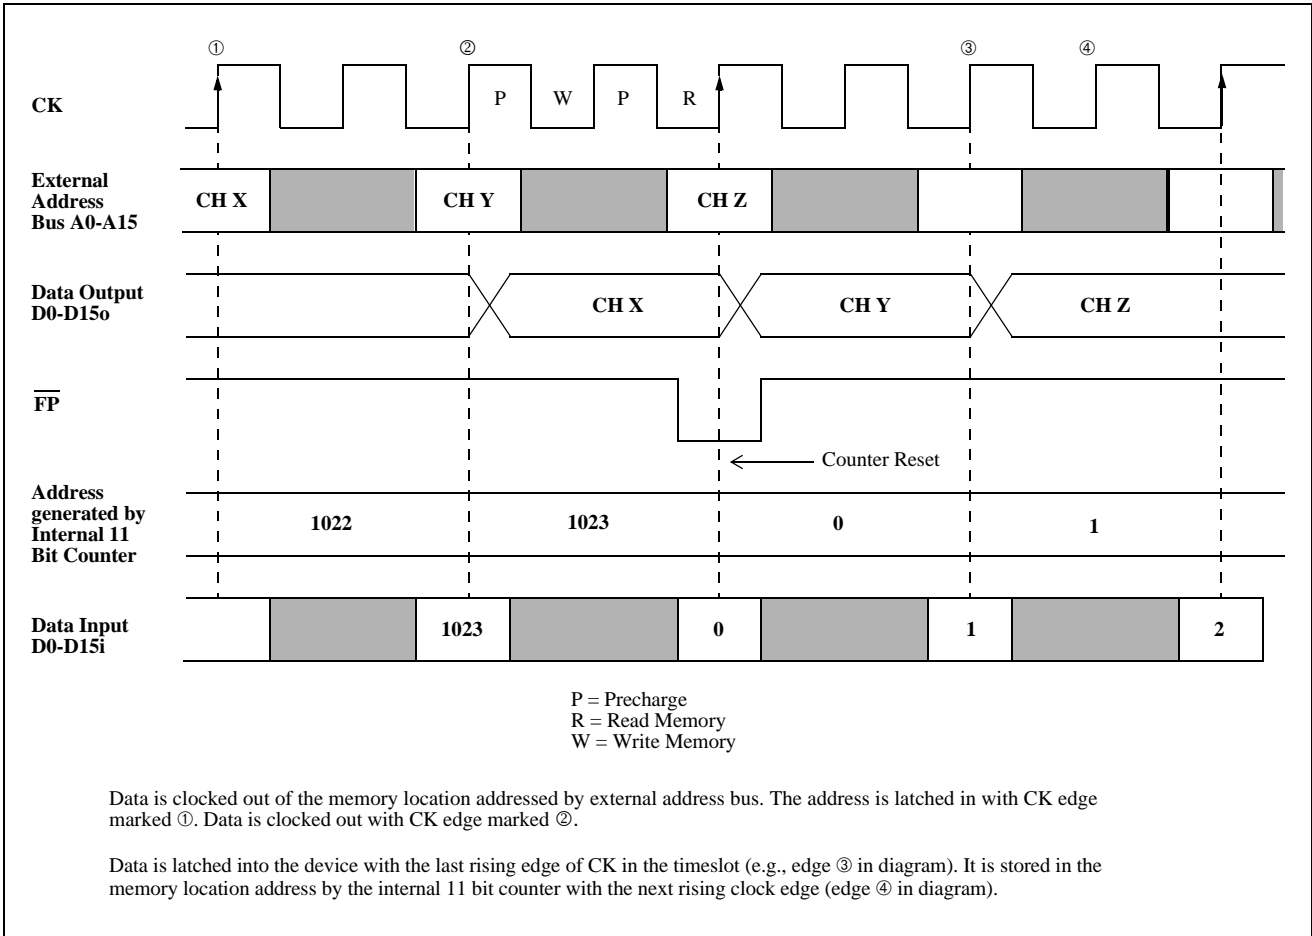 ① ② ③ ④
CK
P W P R
External
Address
Bus A0-A15
CH X CH Y CH Z
Data Output
D0-D15o
CH X CH Y CH Z
FP
Counter Reset
Address
generated by
Internal 11
Bit Counter
1022 1023 0 1
Data Input
D0-D15i
1023 0 1 2
P = Precharge
R = Read Memory
W = Write Memory
Data is clocked out of the memory location addressed by external address bus. The address is latched in with CK edge
marked ①. Data is clocked out with CK edge marked ②.
Data is latched into the device with the last rising edge of CK in the timeslot (e.g., edge ③ in diagram). It is stored in the
memory location address by the internal 11 bit counter with the next rising clock edge (edge ④ in diagram).